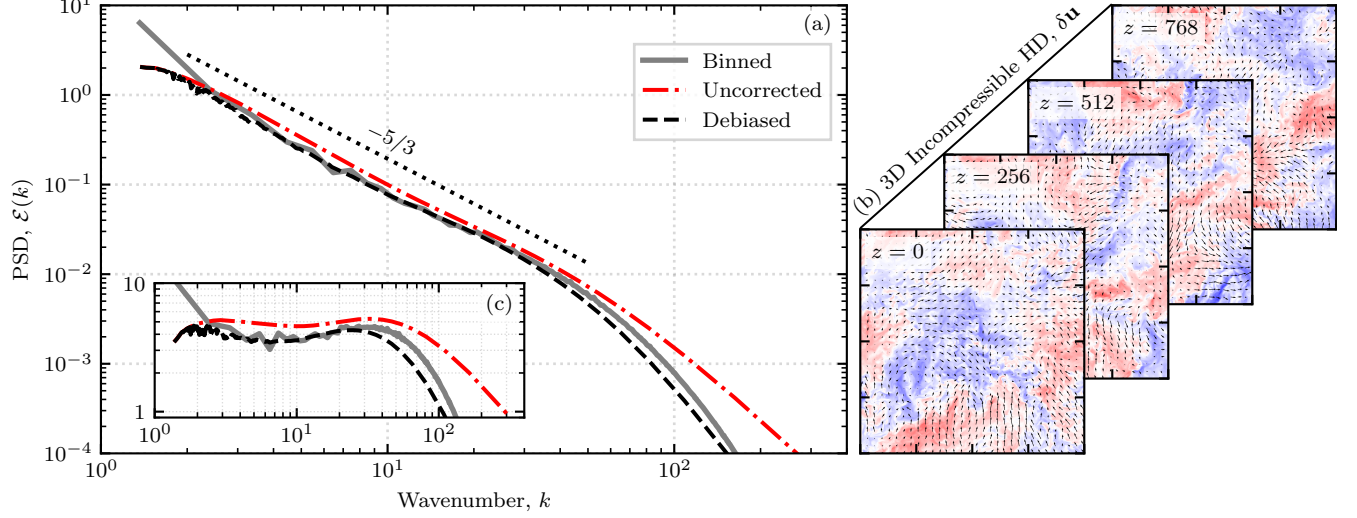 (a)
10^1
10^0
10^{-1}
10^{-2}
10^{-3}
10^{-4}
PSD, ℰ(k)
Binned
Uncorrected
Debiased
−5/3
(c)
10
1
10^0
10^1
10^2
10^0
10^1
10^2
Wavenumber, k
(b) 3D Incompressible HD, δ𝐮
z = 768
z = 512
z = 256
z = 0